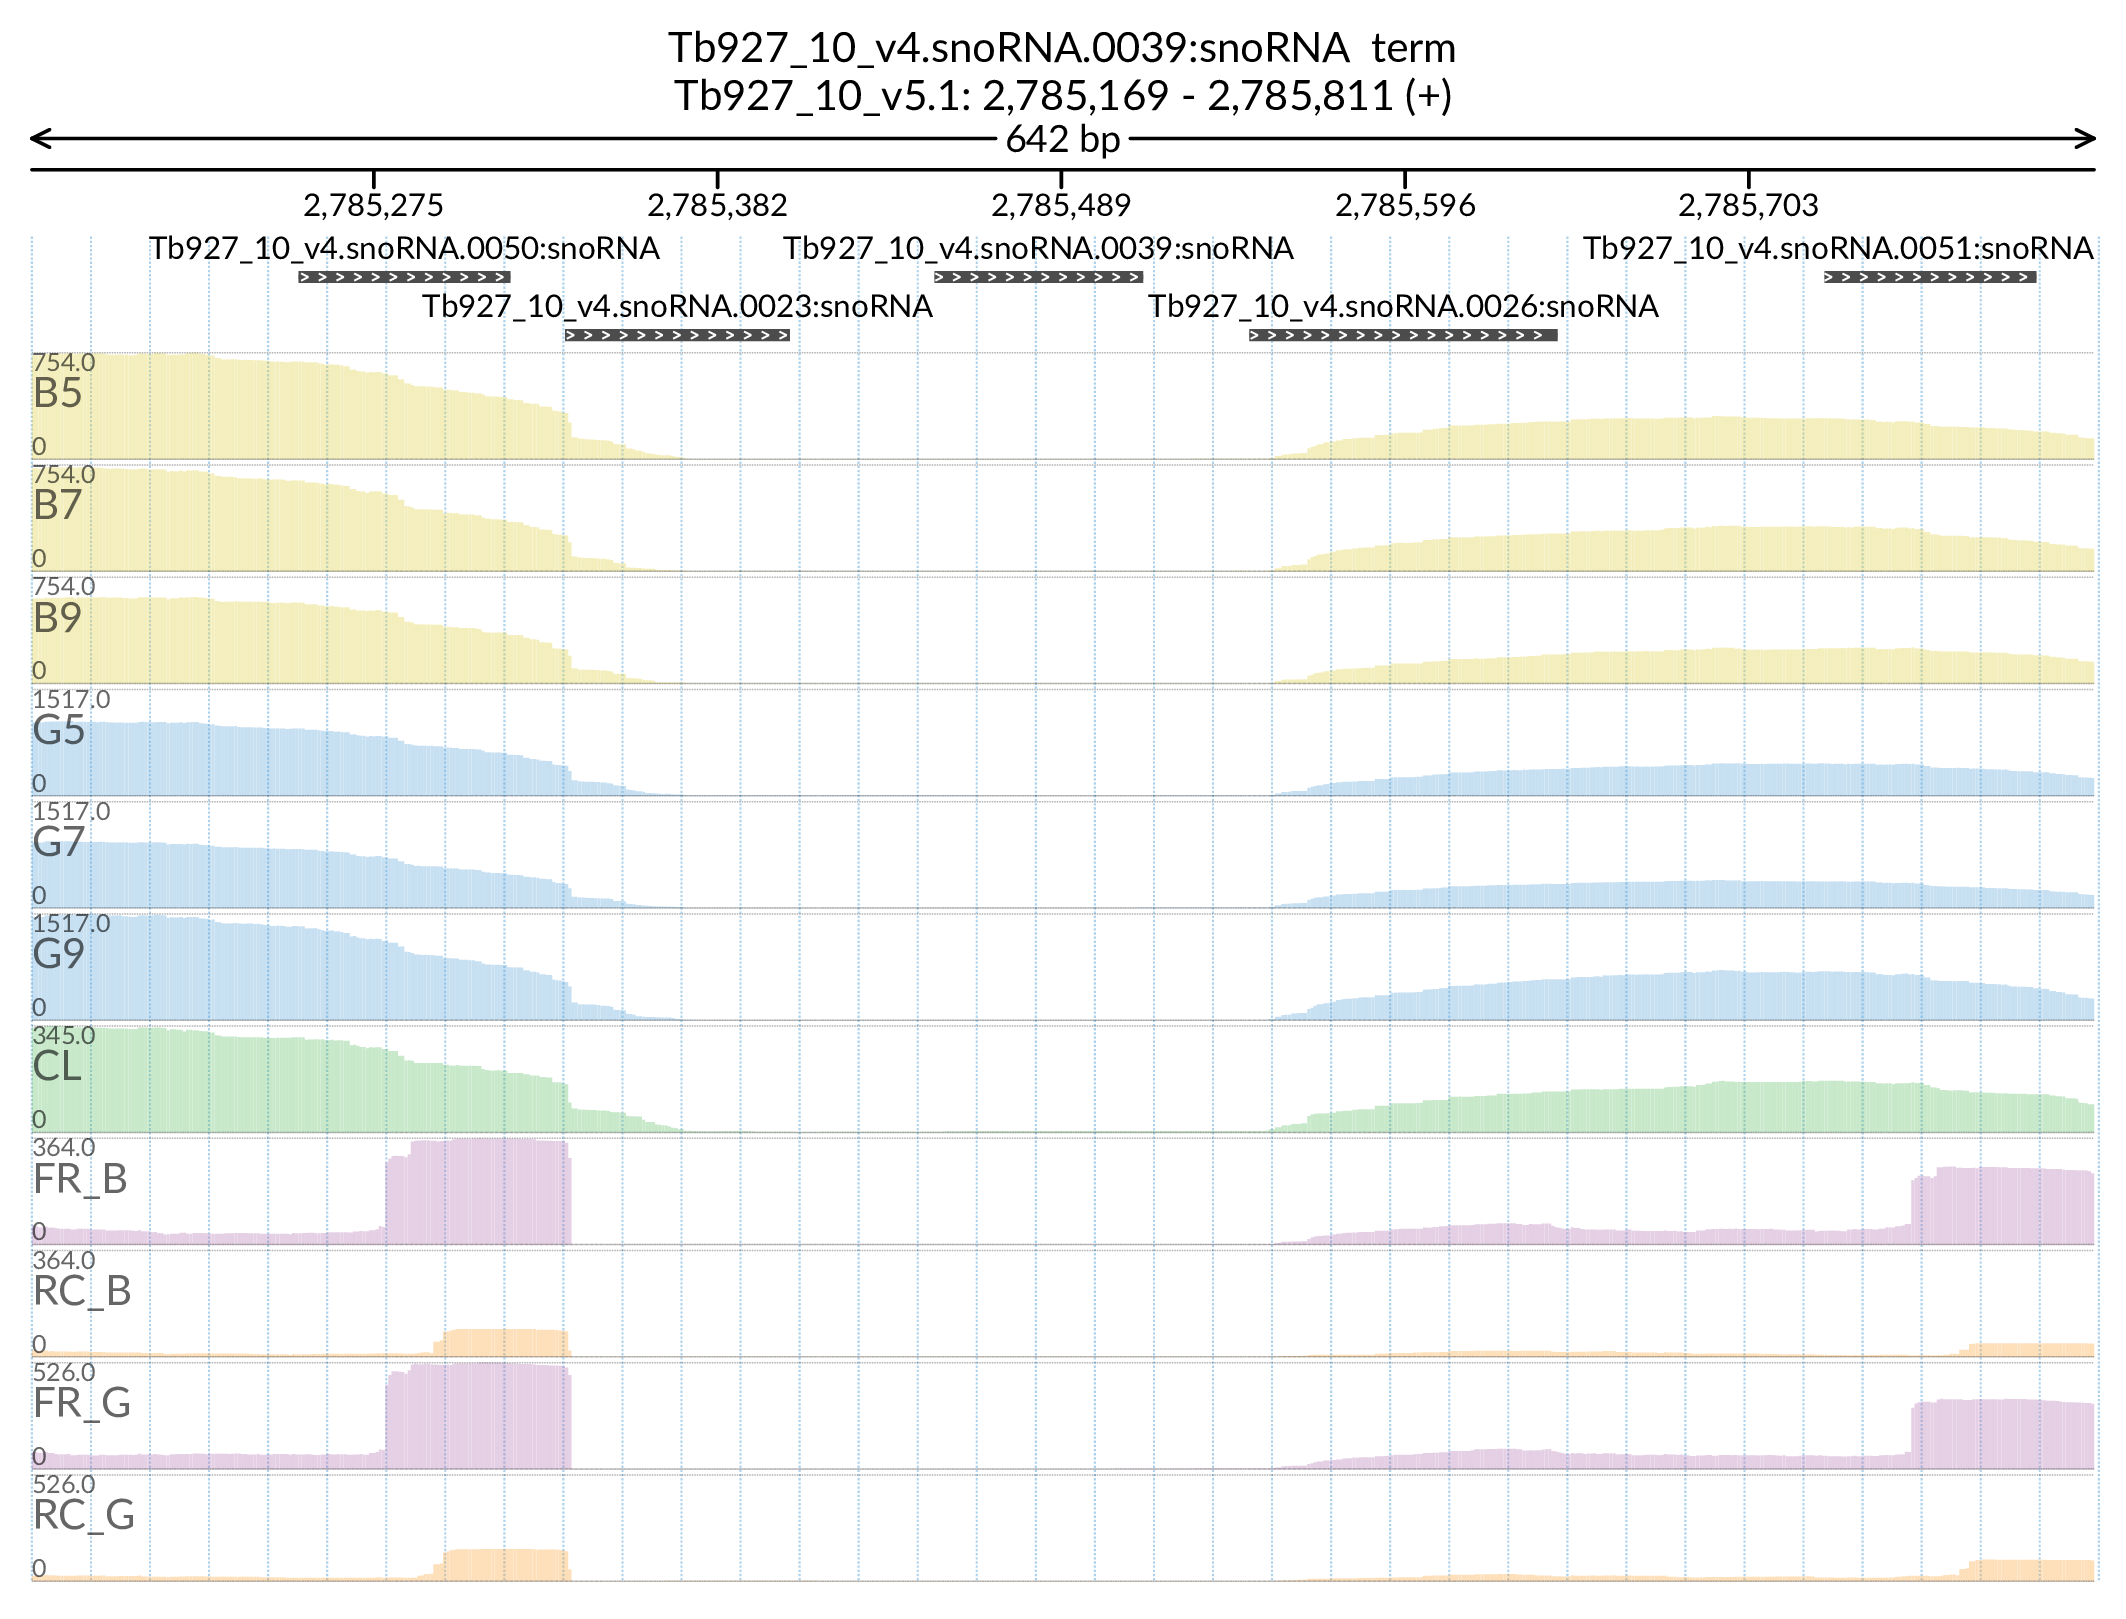 Tb927_10_v4.snoRNA.0039:snoRNA term
Tb927_10_v5.1: 2,785,169 - 2,785,811 (+)
642 bp
2,785,275 2,785,382 2,785,489 2,785,596 2,785,703
Tb927_10_v4.snoRNA.0050:snoRNA Tb927_10_v4.snoRNA.0039:snoRNA Tb927_10_v4.snoRNA.0051:snoRNA
Tb927_10_v4.snoRNA.0023:snoRNA Tb927_10_v4.snoRNA.0026:snoRNA
754.0
B5
0
754.0
B7
0
754.0
B9
0
1517.0
G5
0
1517.0
G7
0
1517.0
G9
0
345.0
CL
0
364.0
FR_B
0
364.0
RC_B
0
526.0
FR_G
0
526.0
RC_G
0